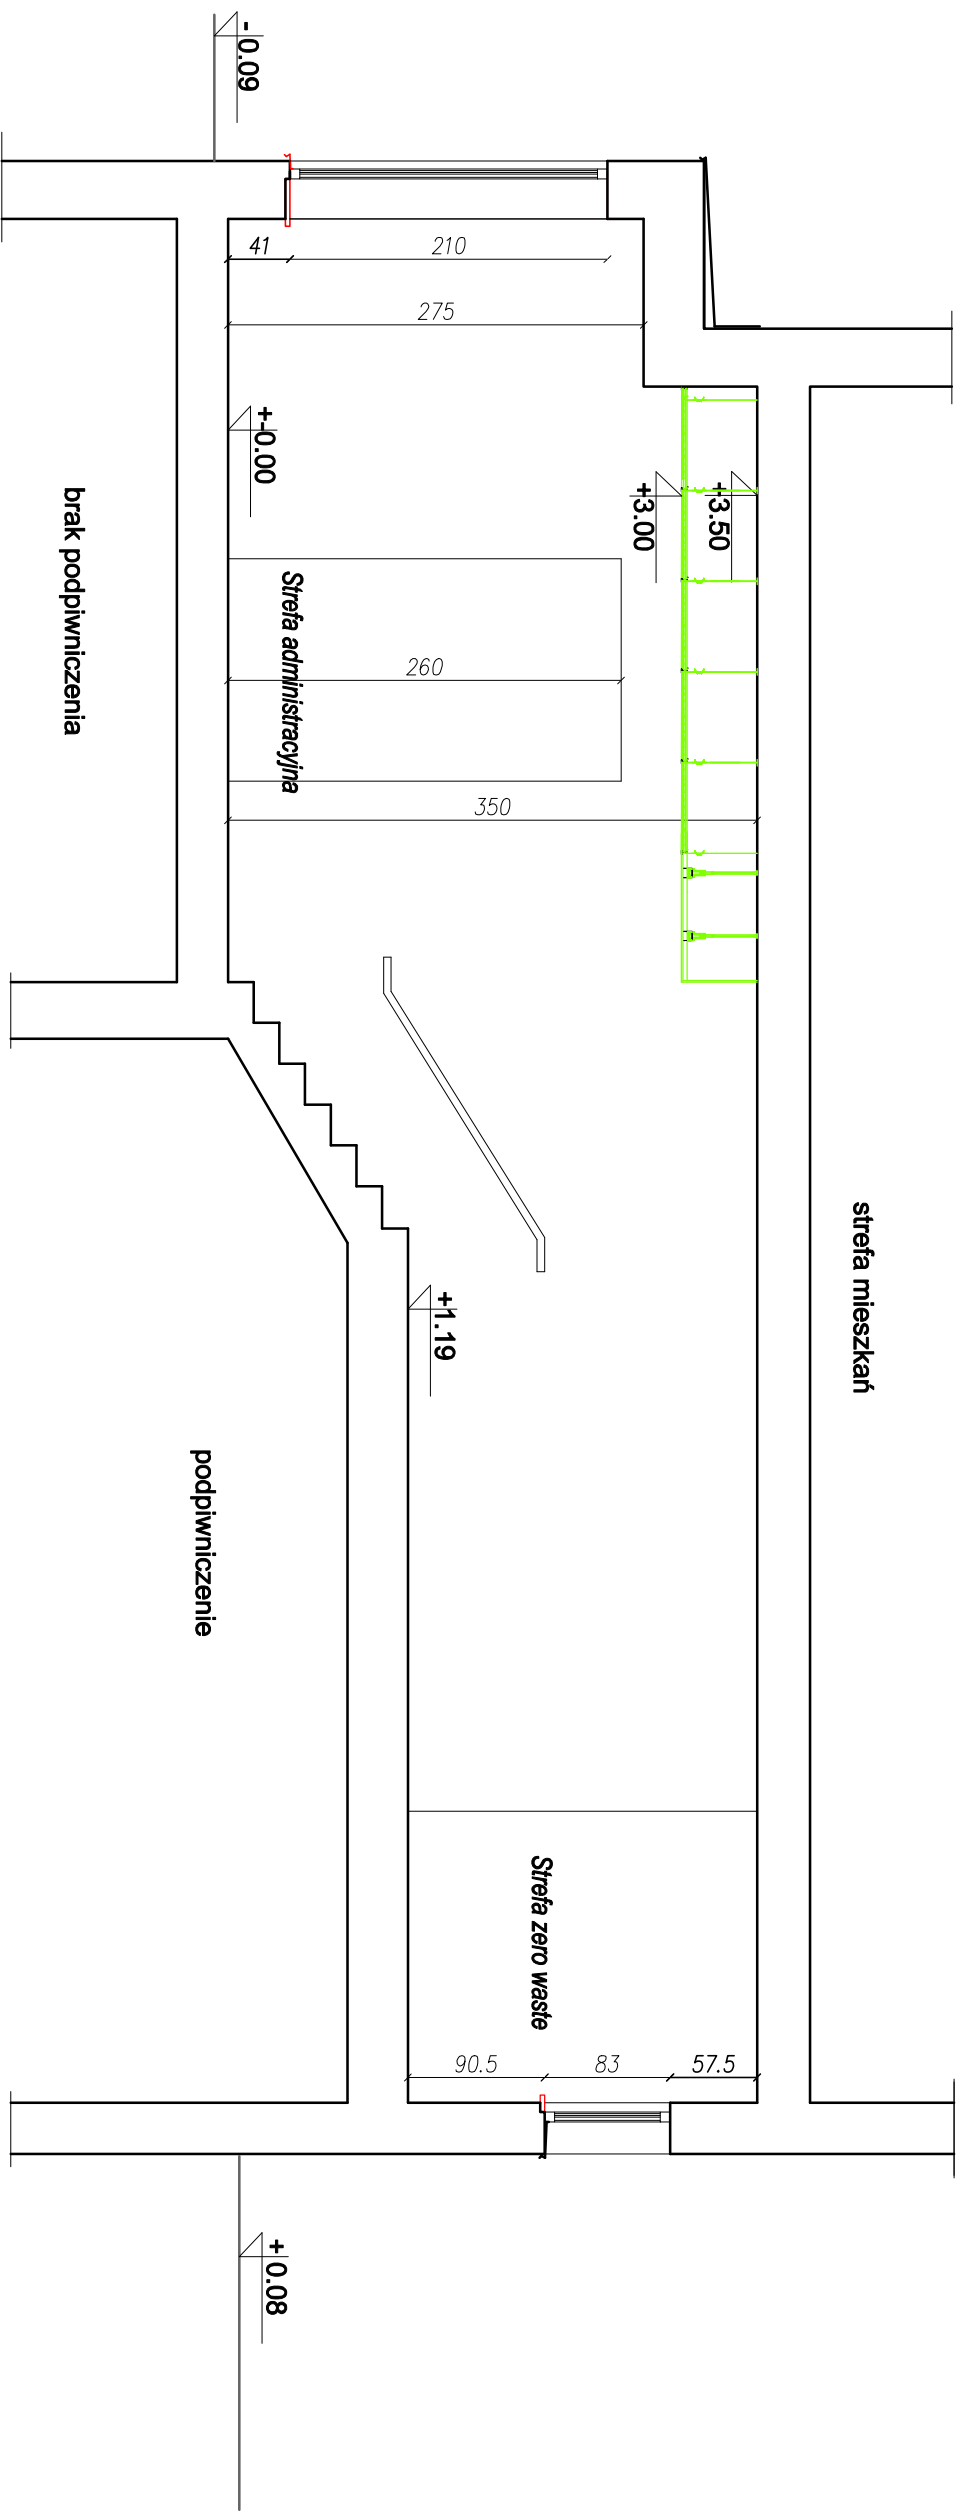 - 0.09
41
210
275
+-0.00
+3.00
+3.50
brak podpiwniczenia
Strefa administracyjna
260
350
strefa mieszkań
+1.19
podpiwniczenie
Strefa zero waste
90.5
83
57.5
+ 0.08